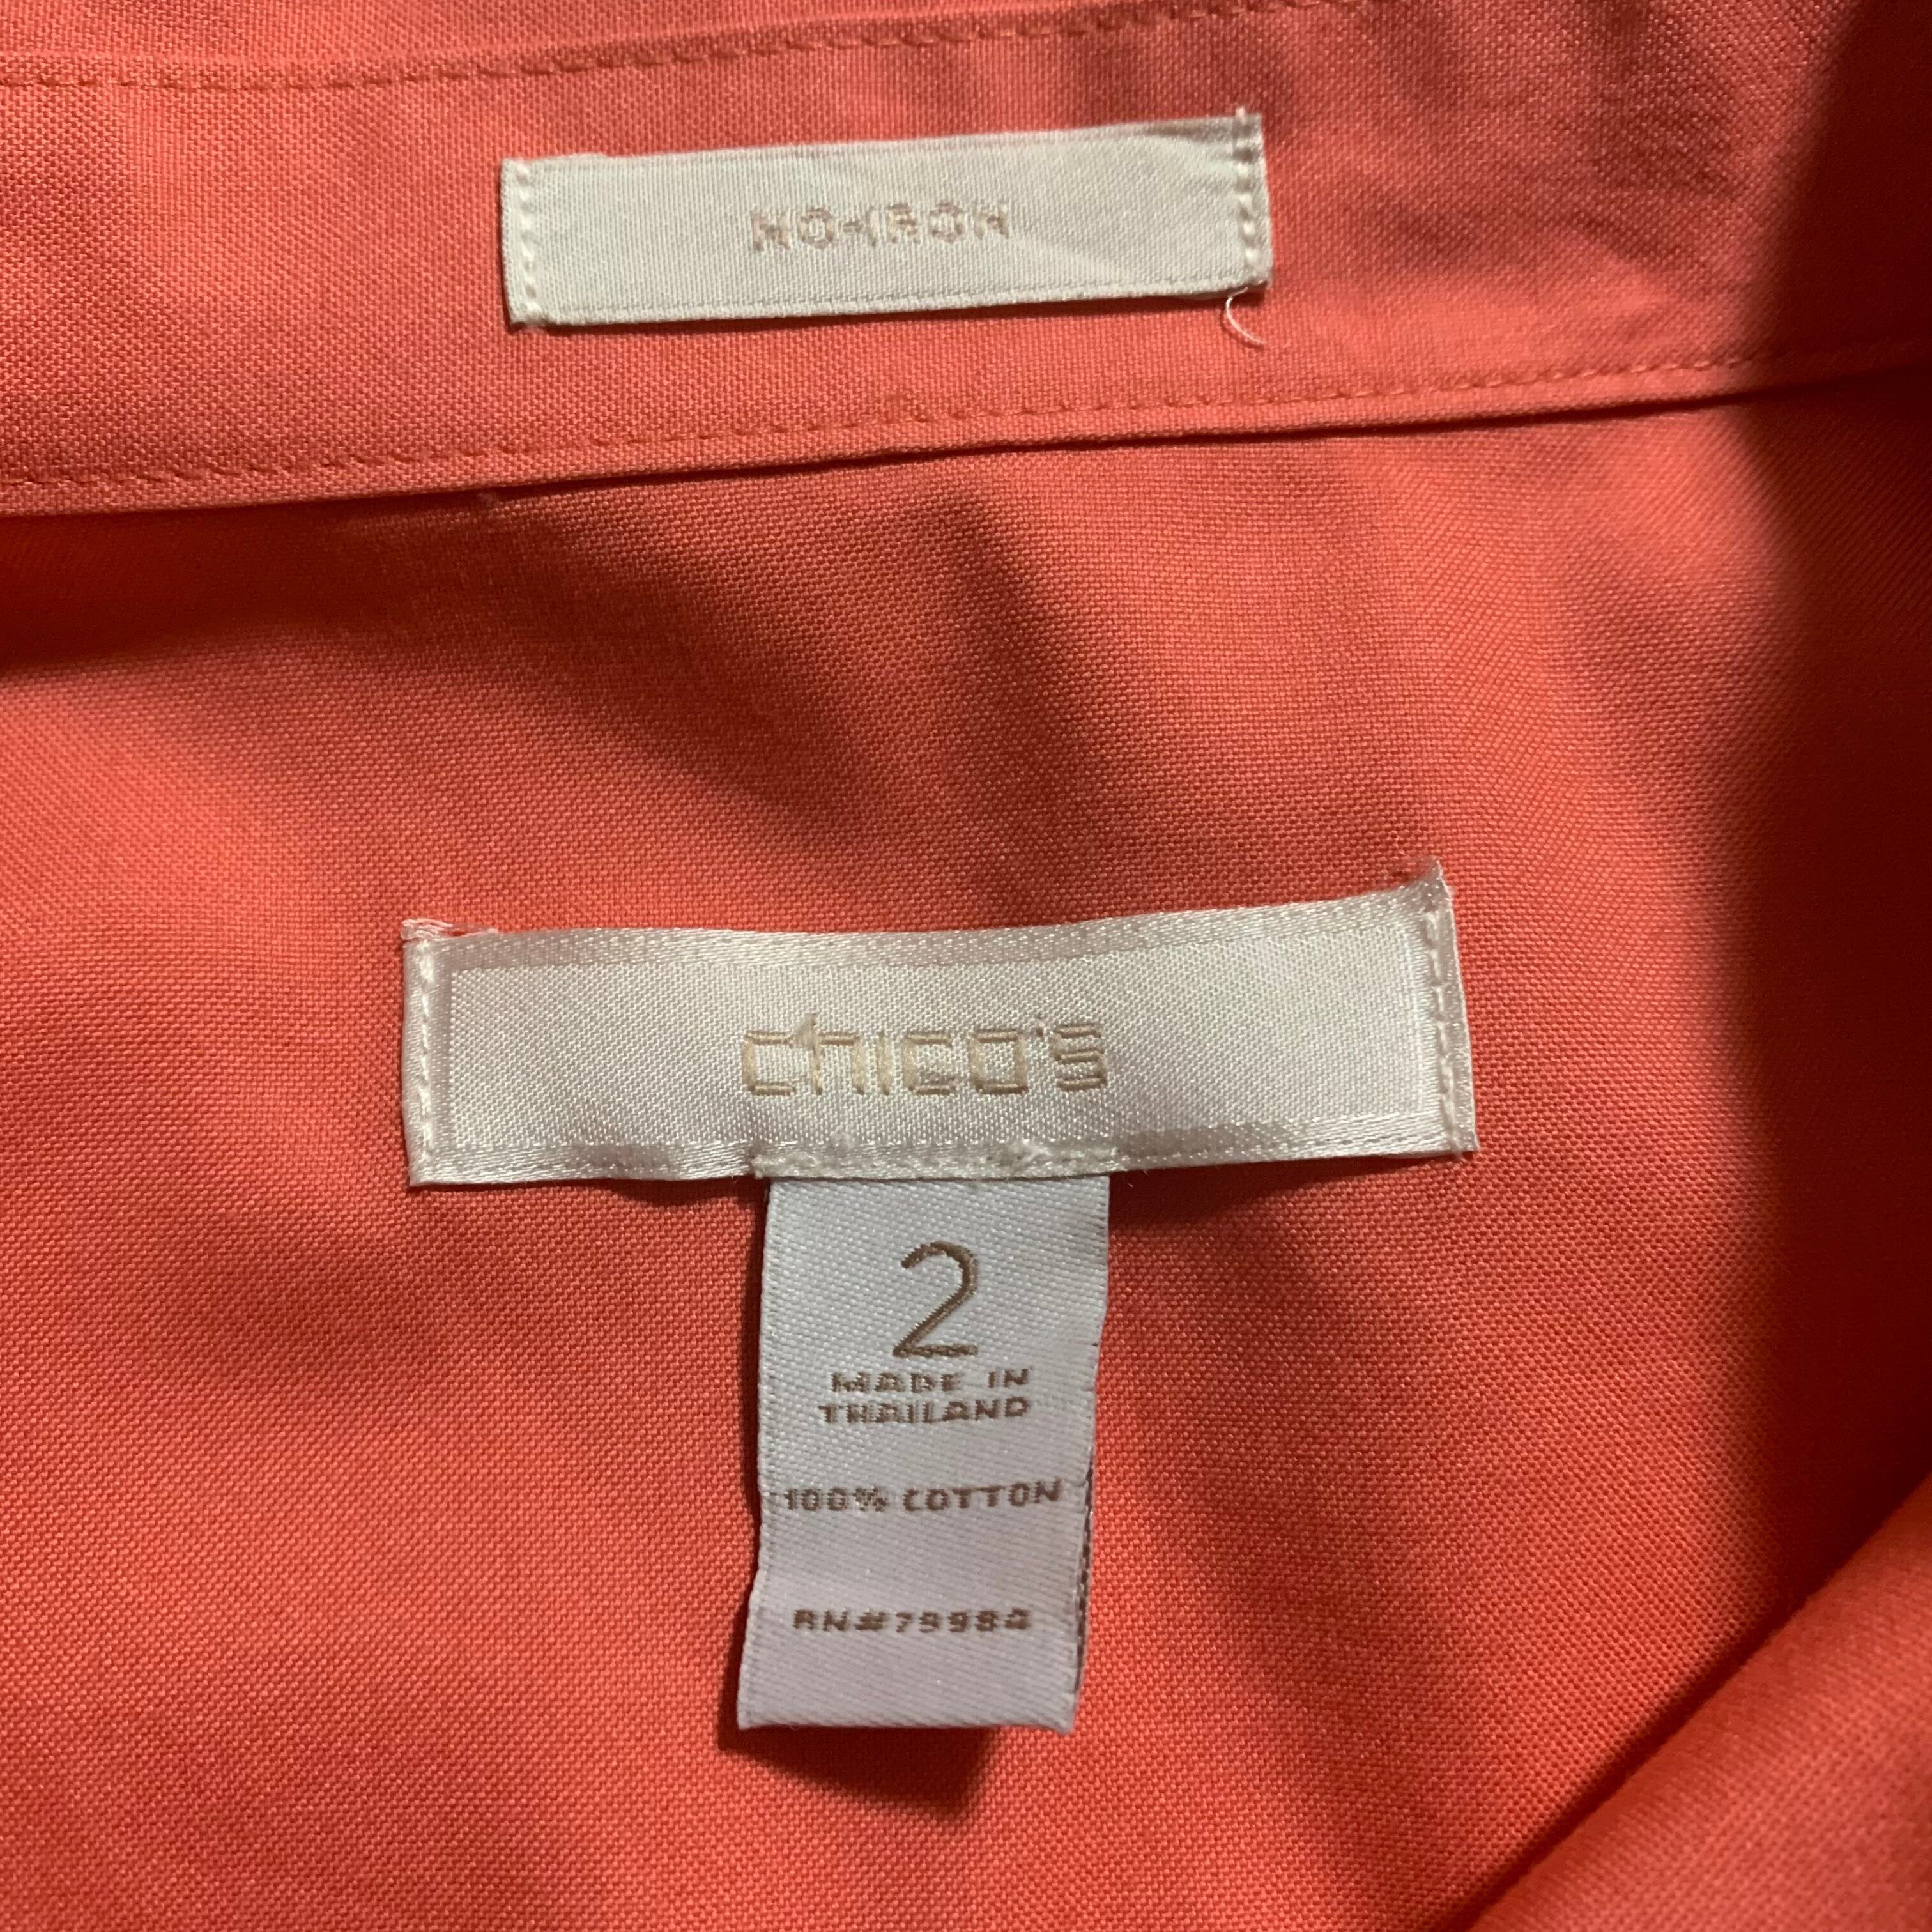 NO-IRON
chico's
2
MADE IN
THAILAND
100% COTTON
RN#79984